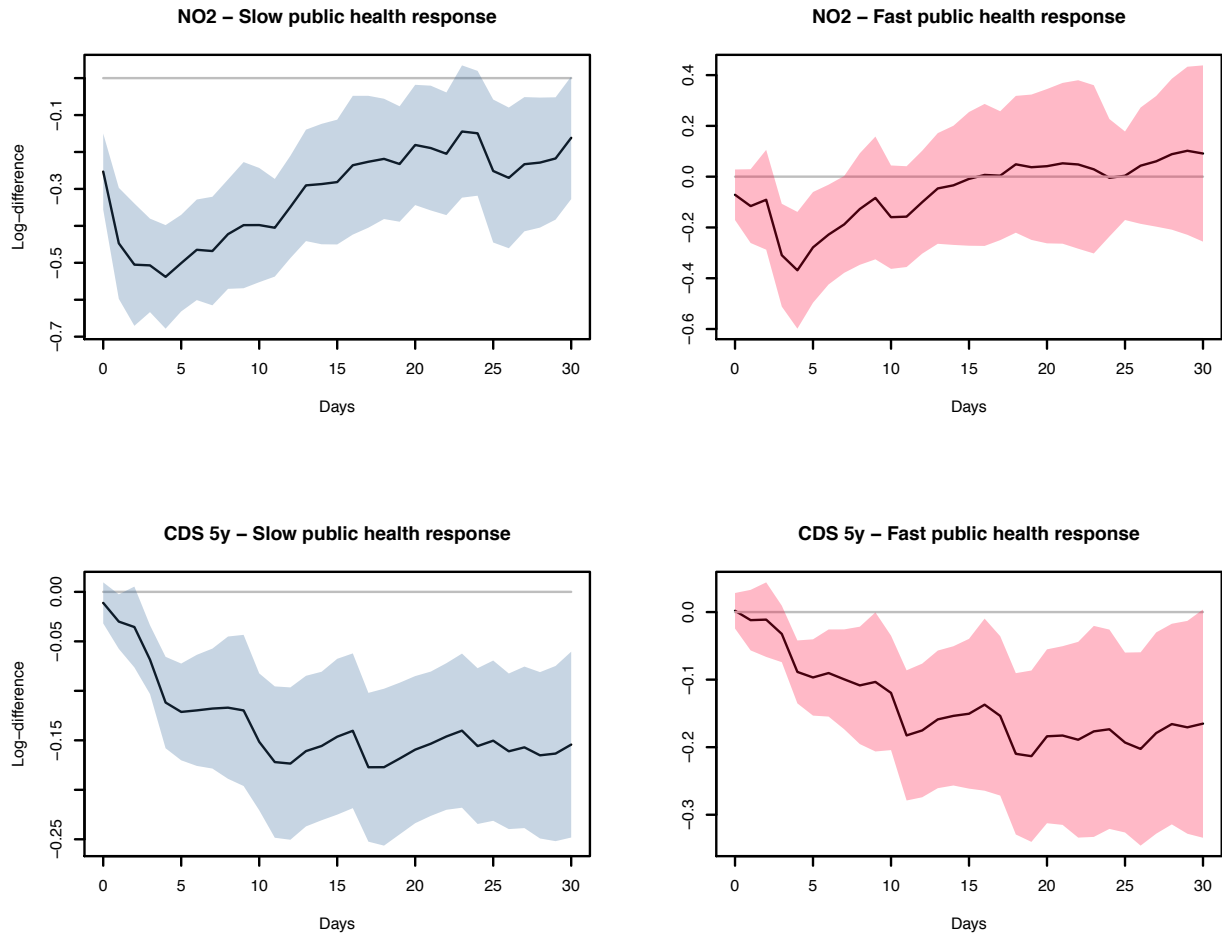 NO2 – Slow public health response
Log−difference
−0.1
−0.3
−0.5
−0.7
0 5 10 15 20 25 30
Days
NO2 – Fast public health response
0.4
0.2
0.0
−0.2
−0.4
−0.6
0 5 10 15 20 25 30
Days
CDS 5y – Slow public health response
Log−difference
0.00
−0.05
−0.15
−0.25
0 5 10 15 20 25 30
Days
CDS 5y – Fast public health response
0.0
−0.1
−0.2
−0.3
0 5 10 15 20 25 30
Days